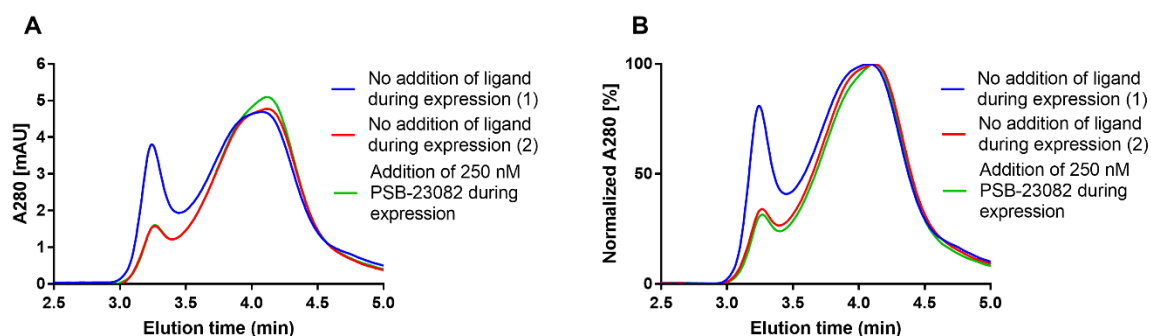 A
A280 [mAU]
6
5
4
3
2
1
0
2.5 3.0 3.5 4.0 4.5 5.0
Elution time (min)
No addition of ligand
during expression (1)
No addition of ligand
during expression (2)
Addition of 250 nM
PSB-23082 during
expression
B
Normalized A280 [%]
100
50
0
2.5 3.0 3.5 4.0 4.5 5.0
Elution time (min)
No addition of ligand
during expression (1)
No addition of ligand
during expression (2)
Addition of 250 nM
PSB-23082 during
expression